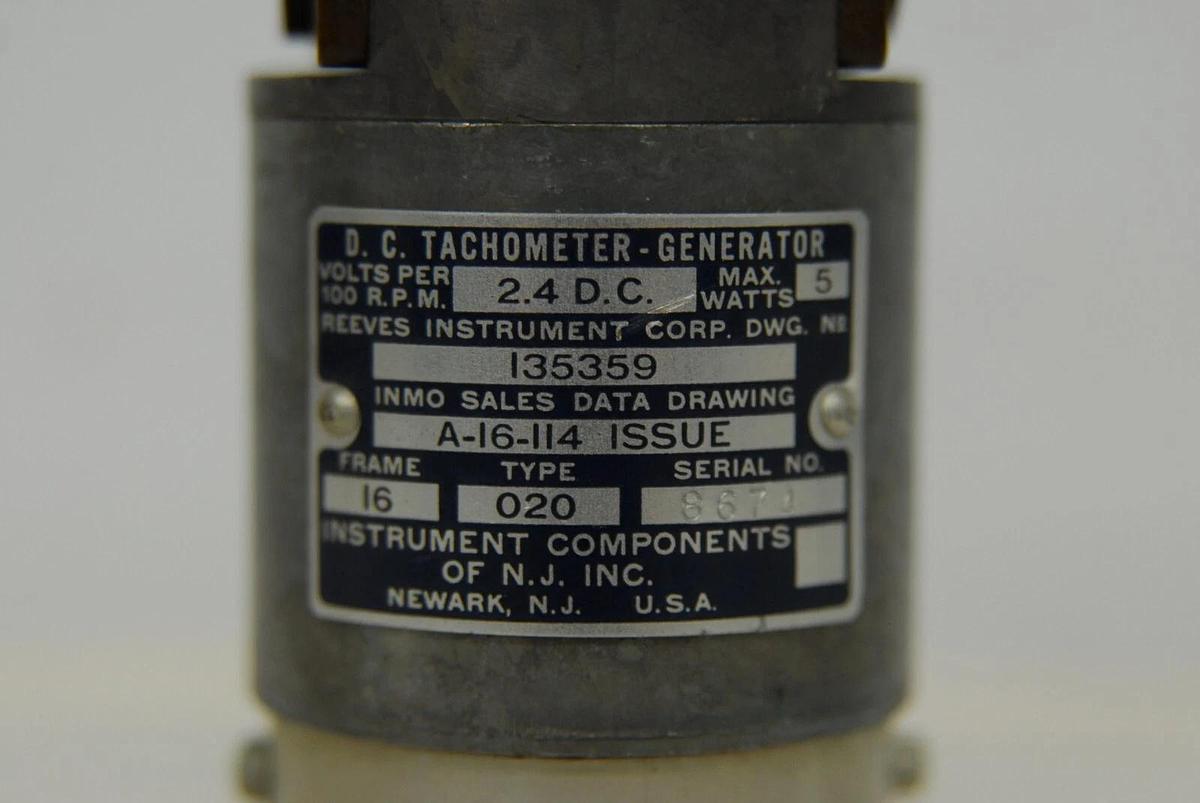 D. C. TACHOMETER - GENERATOR
VOLTS PER 100 R.P.M. 2.4 D.C. MAX. WATTS 5
REEVES INSTRUMENT CORP. DWG. No
135359
INMO SALES DATA DRAWING
A-16-114 ISSUE
FRAME TYPE SERIAL NO.
16 020
INSTRUMENT COMPONENTS
OF N.J. INC.
NEWARK, N.J. U.S.A.